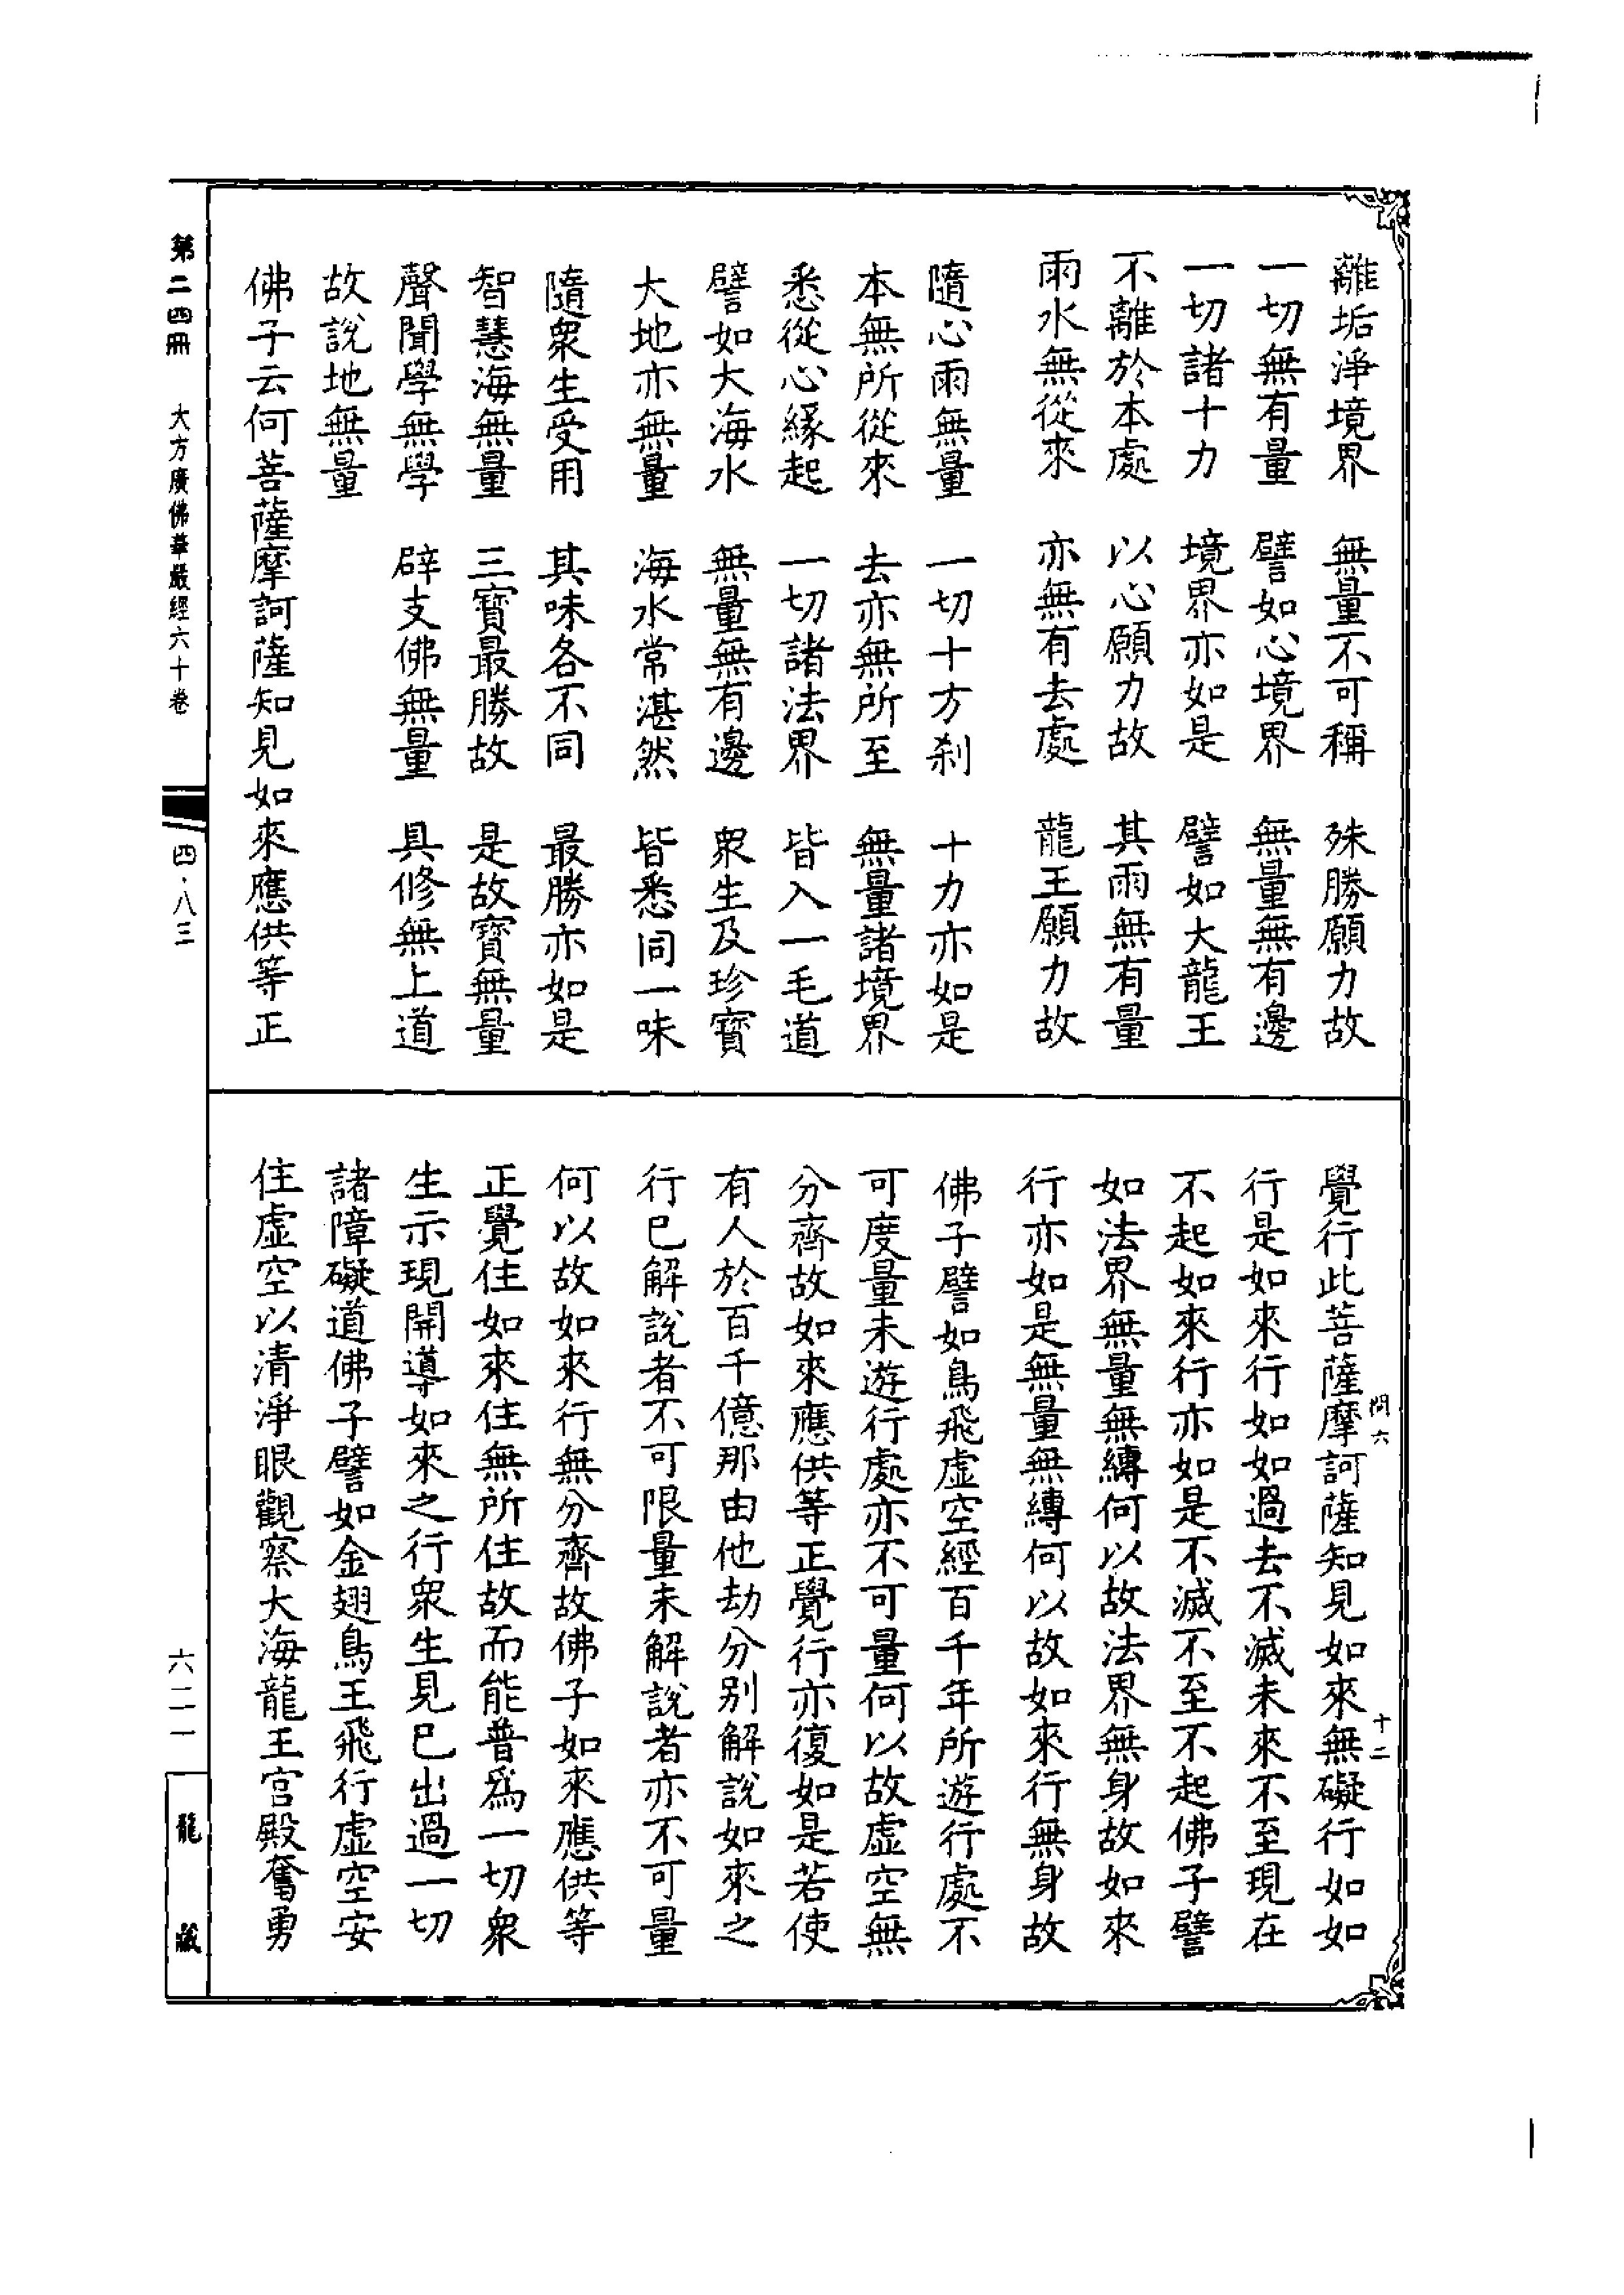 離垢淨境界　無量不可稱　殊勝願力故
一切無有量　譬如心境界　無量無有邊
一切諸十力　境界亦如是　譬如大龍王
不離於本處　以心願力故　其雨無有量
雨水無從來　亦無有去處　龍王願力故
隨心雨無量　一切十方刹　十力亦如是
本無所從來　去亦無所至　無量諸境界
悉從心緣起　一切諸法界　皆入一毛道
譬如大海水　無量無有邊　眾生及珍寶
大地亦無量　海水常湛然　皆悉同一味
隨眾生受用　其味各不同　最勝亦如是
智慧海無量　三寶最勝故　是故寶無量
聲聞學無學　辟支佛無量　具修無上道
故說地無量
佛子云何菩薩摩訶薩知見如來應供等正
覺行此菩薩摩訶薩知見如來無礙行如如
行是如來行如如過去不滅未來不至現在
不起如來行亦如是不滅不至不起佛子譬
如法界無量無縛何以故法界無身故如來
行亦如是無量無縛何以故如來行無身故
佛子譬如鳥飛虛空經百千年所遊行處不
可度量未遊行處亦不可量何以故虛空無
分齊故如來應供等正覺行亦復如是若使
有人於百千億那由他劫分別解說如來之
行已解說者不可限量未解說者亦不可量
何以故如來行無分齊故佛子如來應供等
正覺住如來住無所住故而能普爲一切眾
生示現開導如來之行眾生見已出過一切
諸障礙道佛子譬如金翅鳥王飛行虛空安
住虛空以清淨眼觀察大海龍王宮殿奮勇
六
十二
第二四冊　大方廣佛華嚴經六十卷
四·八三
六二一
龍藏